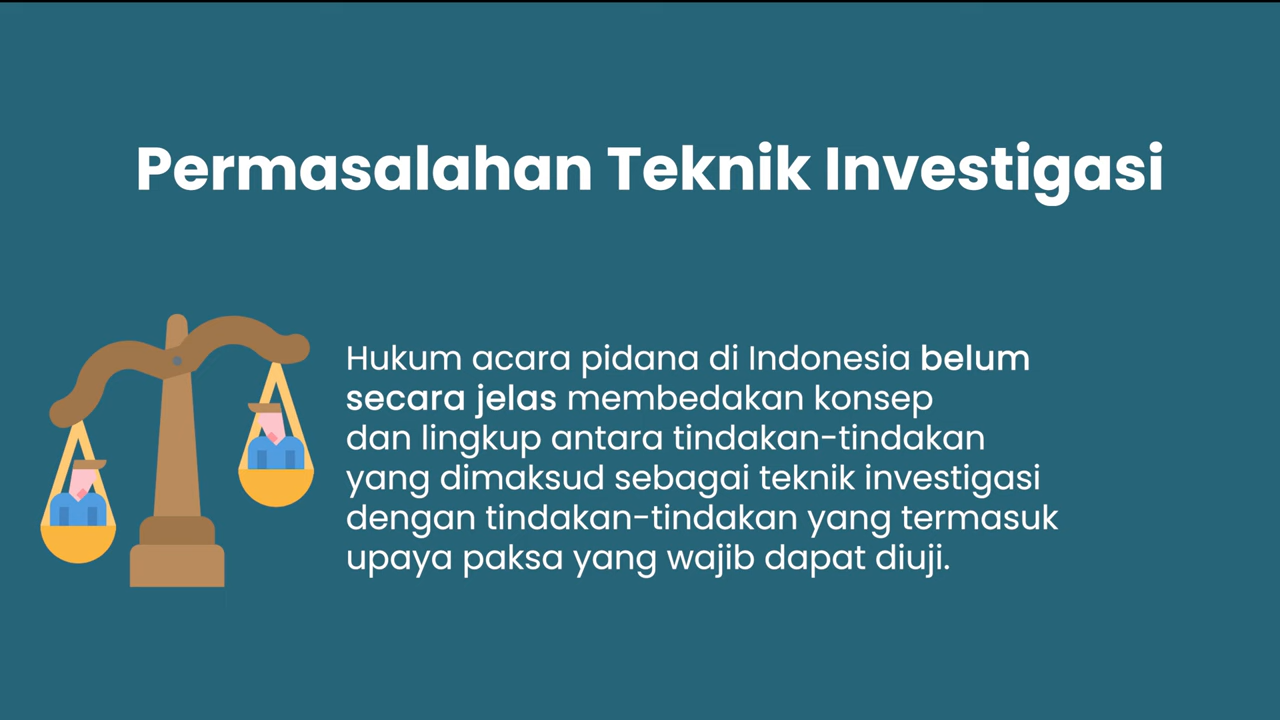 Permasalahan Teknik Investigasi
Hukum acara pidana di Indonesia belum
secara jelas membedakan konsep
dan lingkup antara tindakan-tindakan
yang dimaksud sebagai teknik investigasi
dengan tindakan-tindakan yang termasuk
upaya paksa yang wajib dapat diuji.